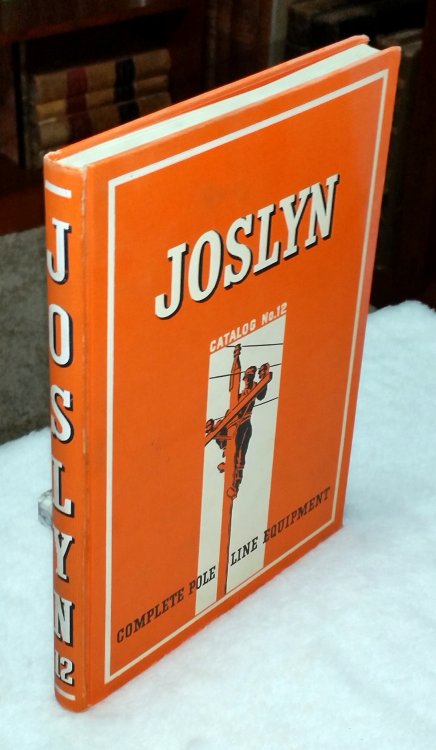 JOSLYN
CATALOG No.12
COMPLETE POLE LINE EQUIPMENT
JOSLYN
12